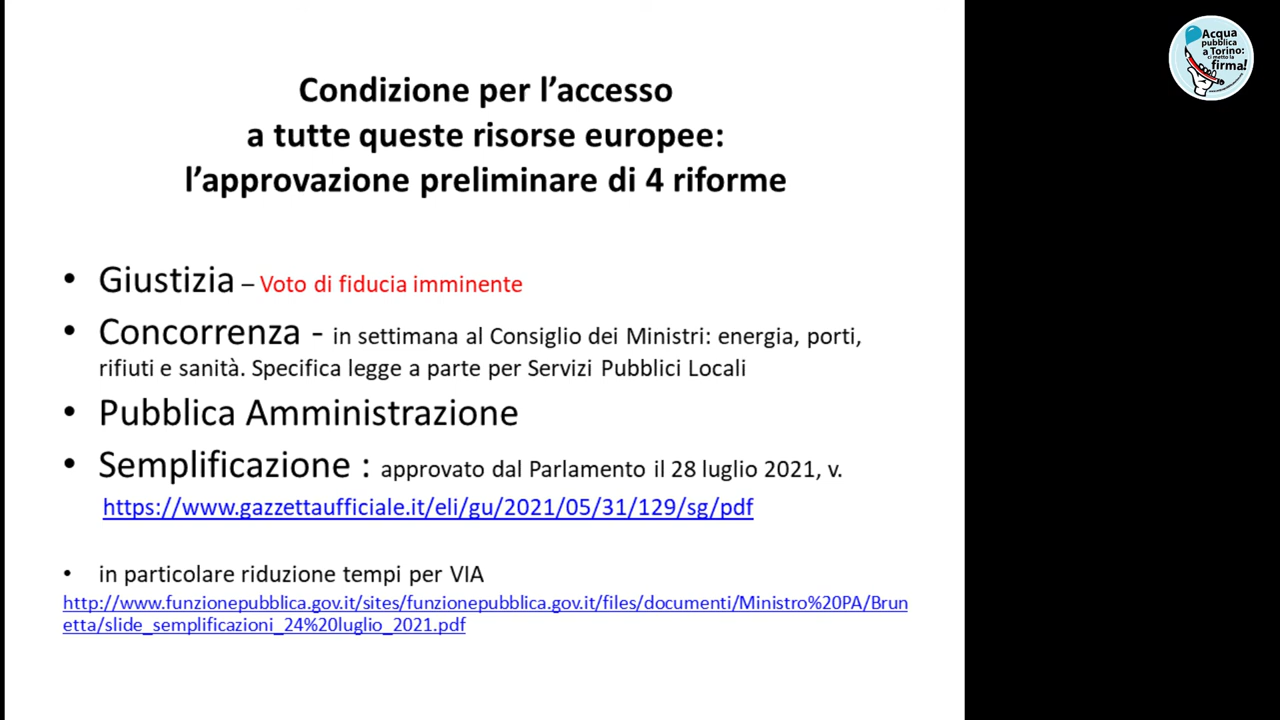 Condizione per l’accesso
a tutte queste risorse europee:
l’approvazione preliminare di 4 riforme
• Giustizia – Voto di fiducia imminente
• Concorrenza - in settimana al Consiglio dei Ministri: energia, porti,
rifiuti e sanità. Specifica legge a parte per Servizi Pubblici Locali
• Pubblica Amministrazione
• Semplificazione : approvato dal Parlamento il 28 luglio 2021, v.
https://www.gazzettaufficiale.it/eli/gu/2021/05/31/129/sg/pdf
• in particolare riduzione tempi per VIA
http://www.funzionepubblica.gov.it/sites/funzionepubblica.gov.it/files/documenti/Ministro%20PA/Brun
etta/slide_semplificazioni_24%20luglio_2021.pdf
Acqua
pubblica
a Torino:
ci metto la
firma!